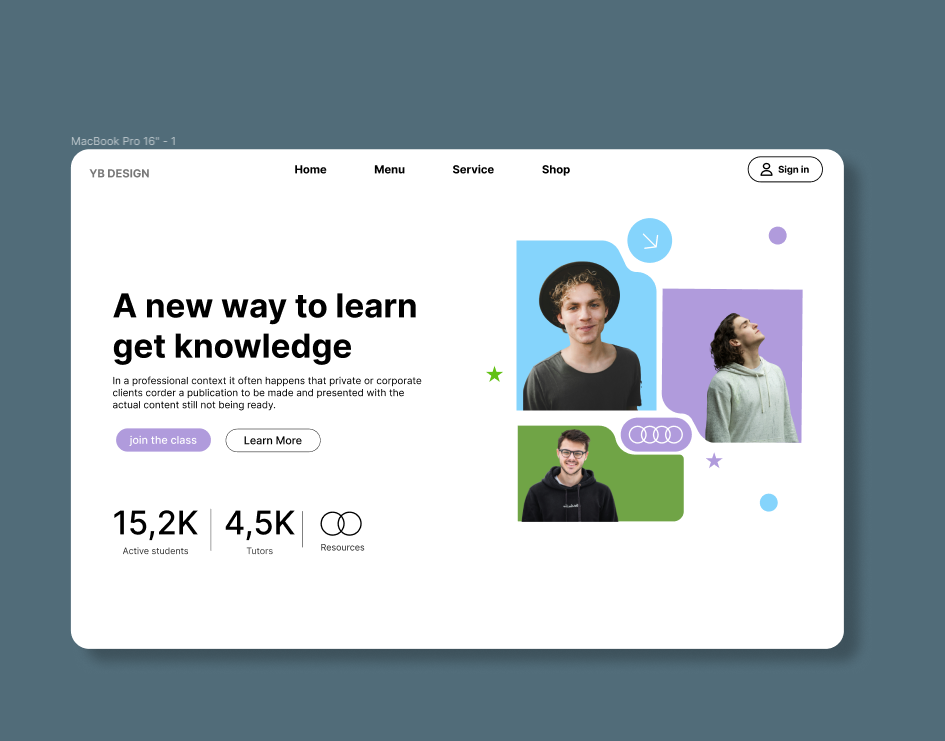 MacBook Pro 16" - 1
YB DESIGN
Home
Menu
Service
Shop
Sign in
A new way to learn
get knowledge
In a professional context it often happens that private or corporate
clients corder a publication to be made and presented with the
actual content still not being ready.
join the class
Learn More
15,2K
4,5K
Active students
Tutors
Resources